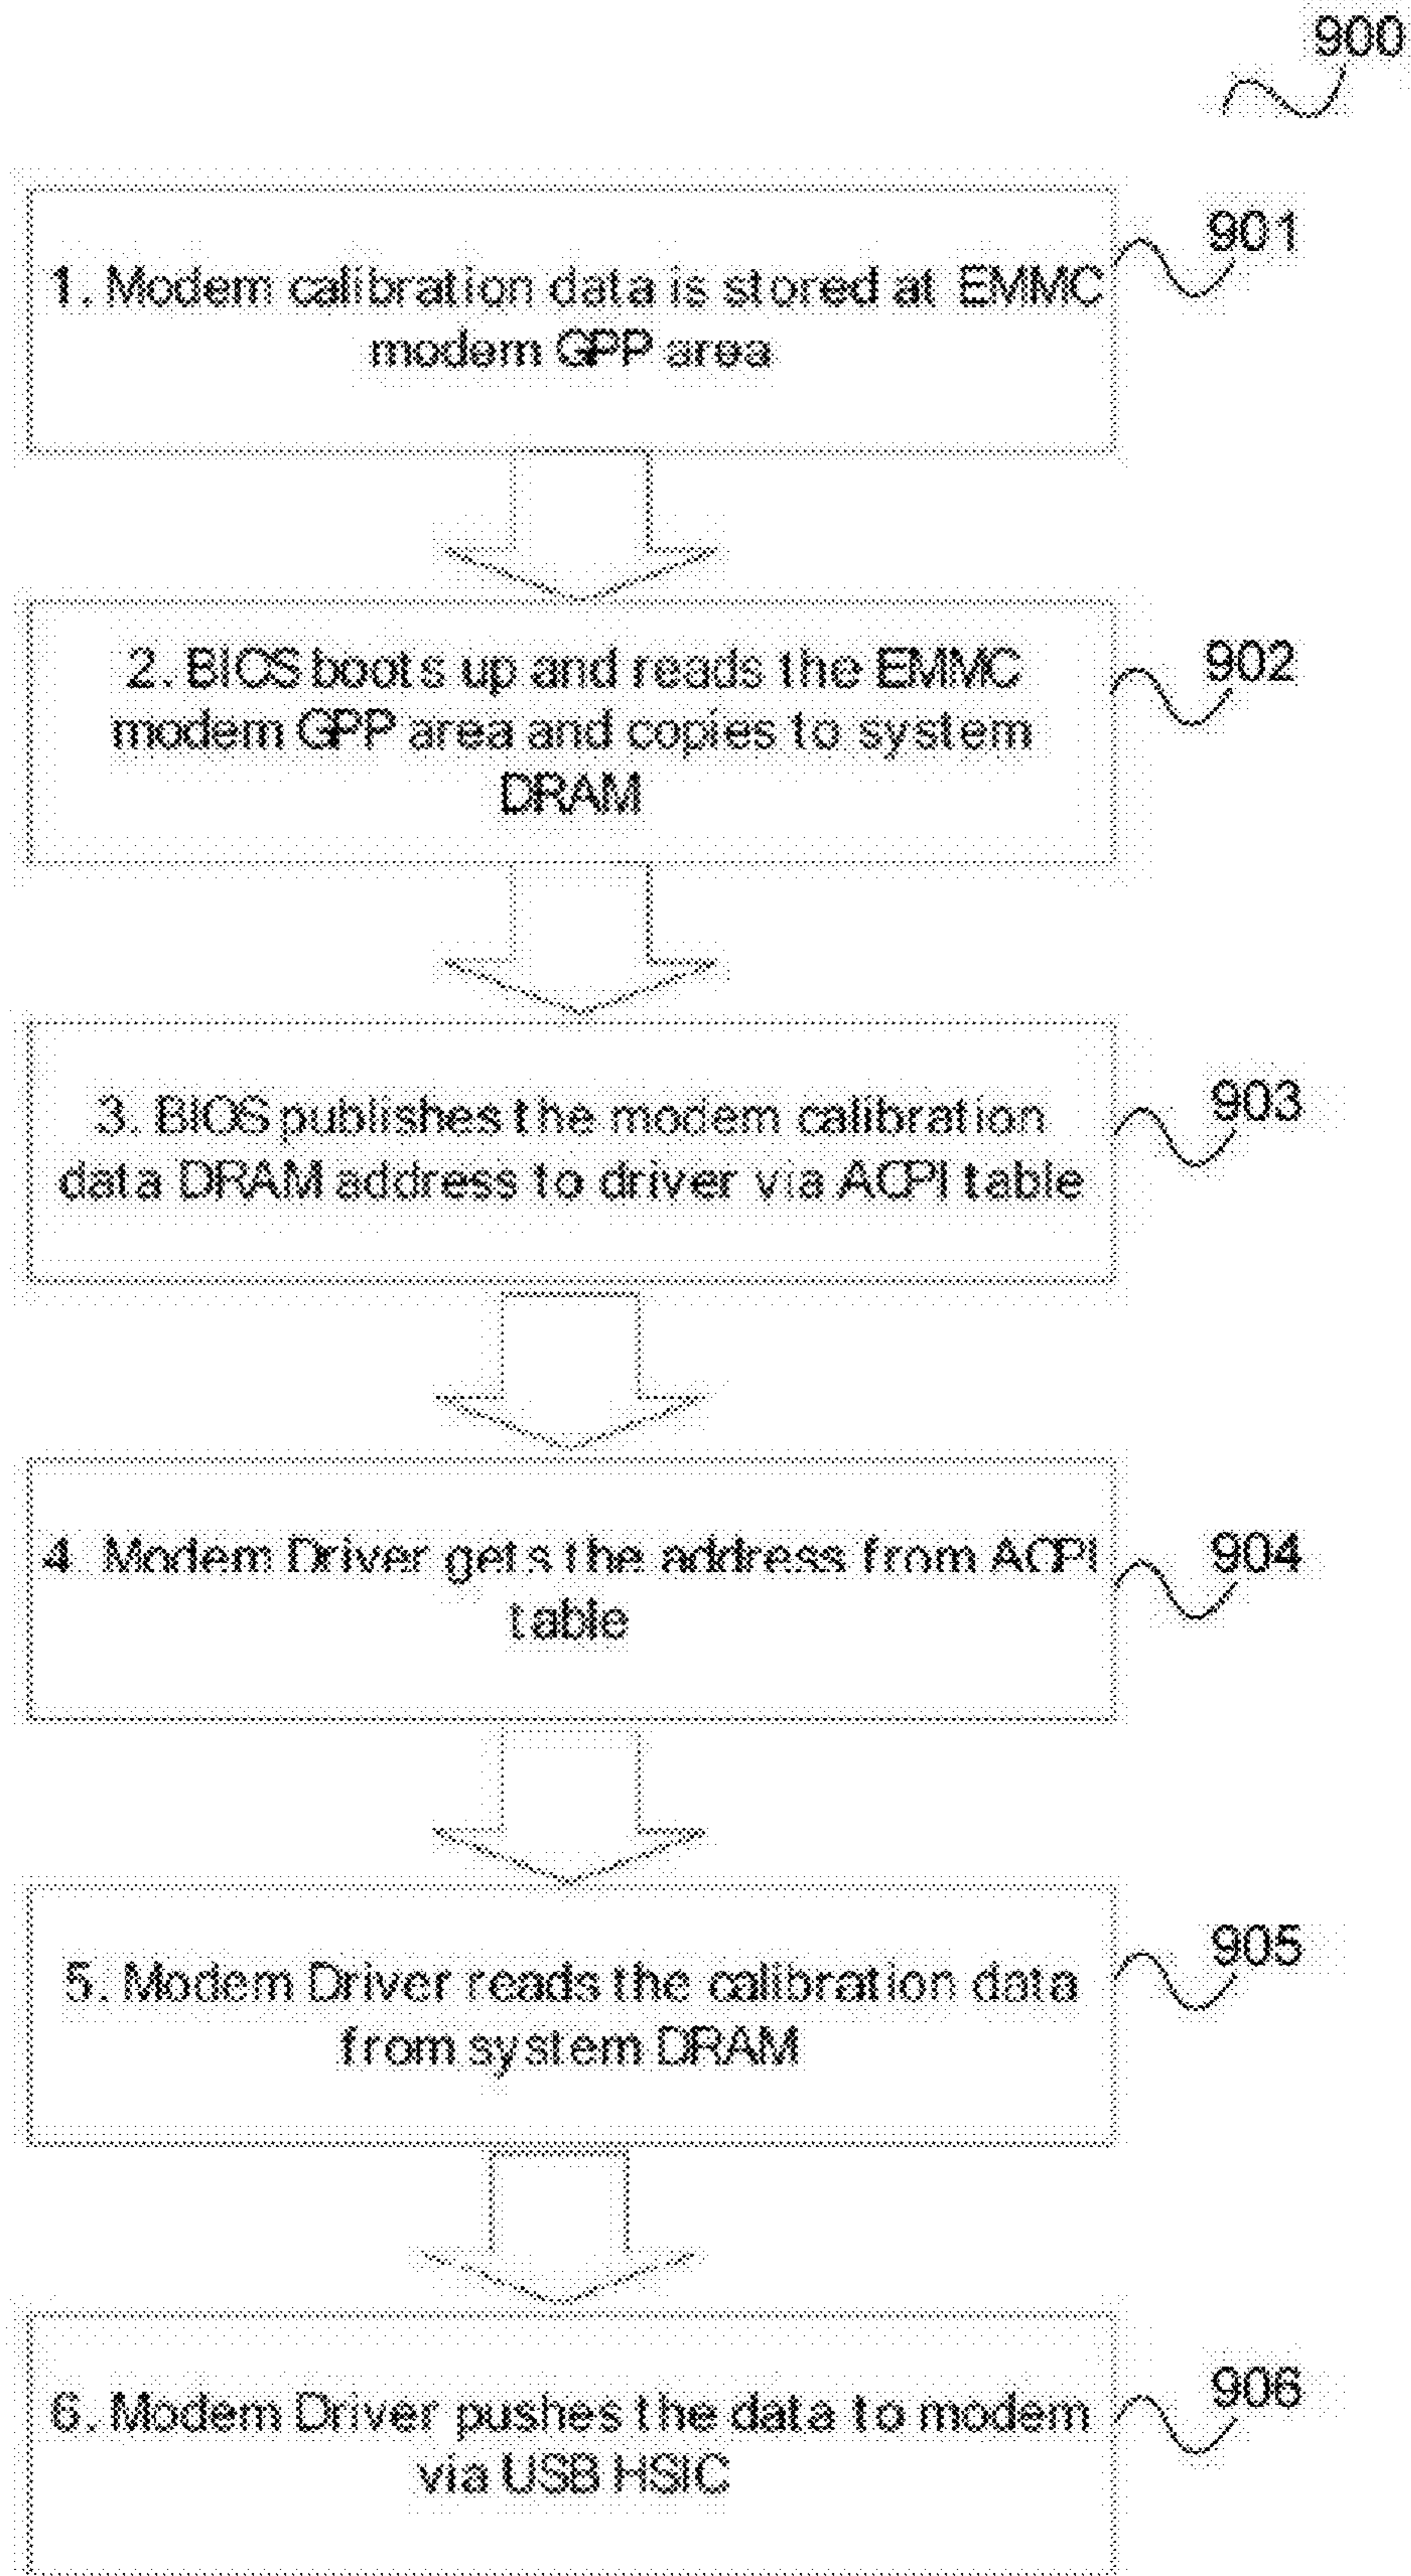 900
901
1. Modem calibration data is stored at EMMC
modem GPP area
902
2. BIOS boots up and reads the EMMC
modem GPP area and copies to system
DRAM
903
3. BIOS publishes the modem calibration
data DRAM address to driver via ACPI table
904
4. Modem Driver gets the address from ACPI
table
905
5. Modem Driver reads the calibration data
from system DRAM
906
6. Modem Driver pushes the data to modem
via USB HSIC